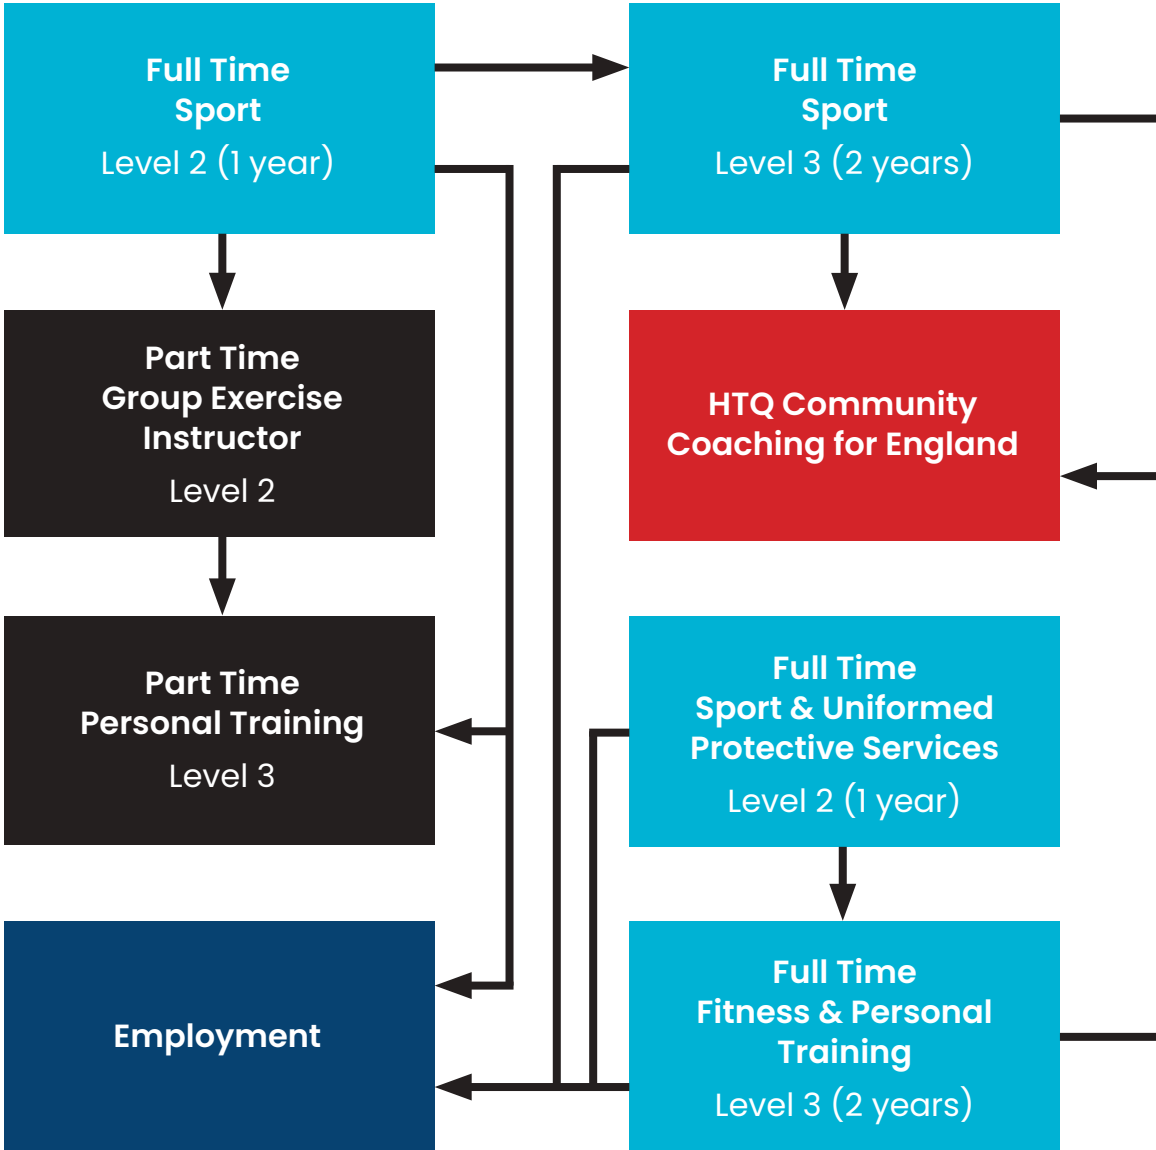 Full Time
Sport
Level 2 (1 year)
Full Time
Sport
Level 3 (2 years)
Part Time
Group Exercise
Instructor
Level 2
HTQ Community
Coaching for England
Part Time
Personal Training
Level 3
Full Time
Sport & Uniformed
Protective Services
Level 2 (1 year)
Employment
Full Time
Fitness & Personal
Training
Level 3 (2 years)